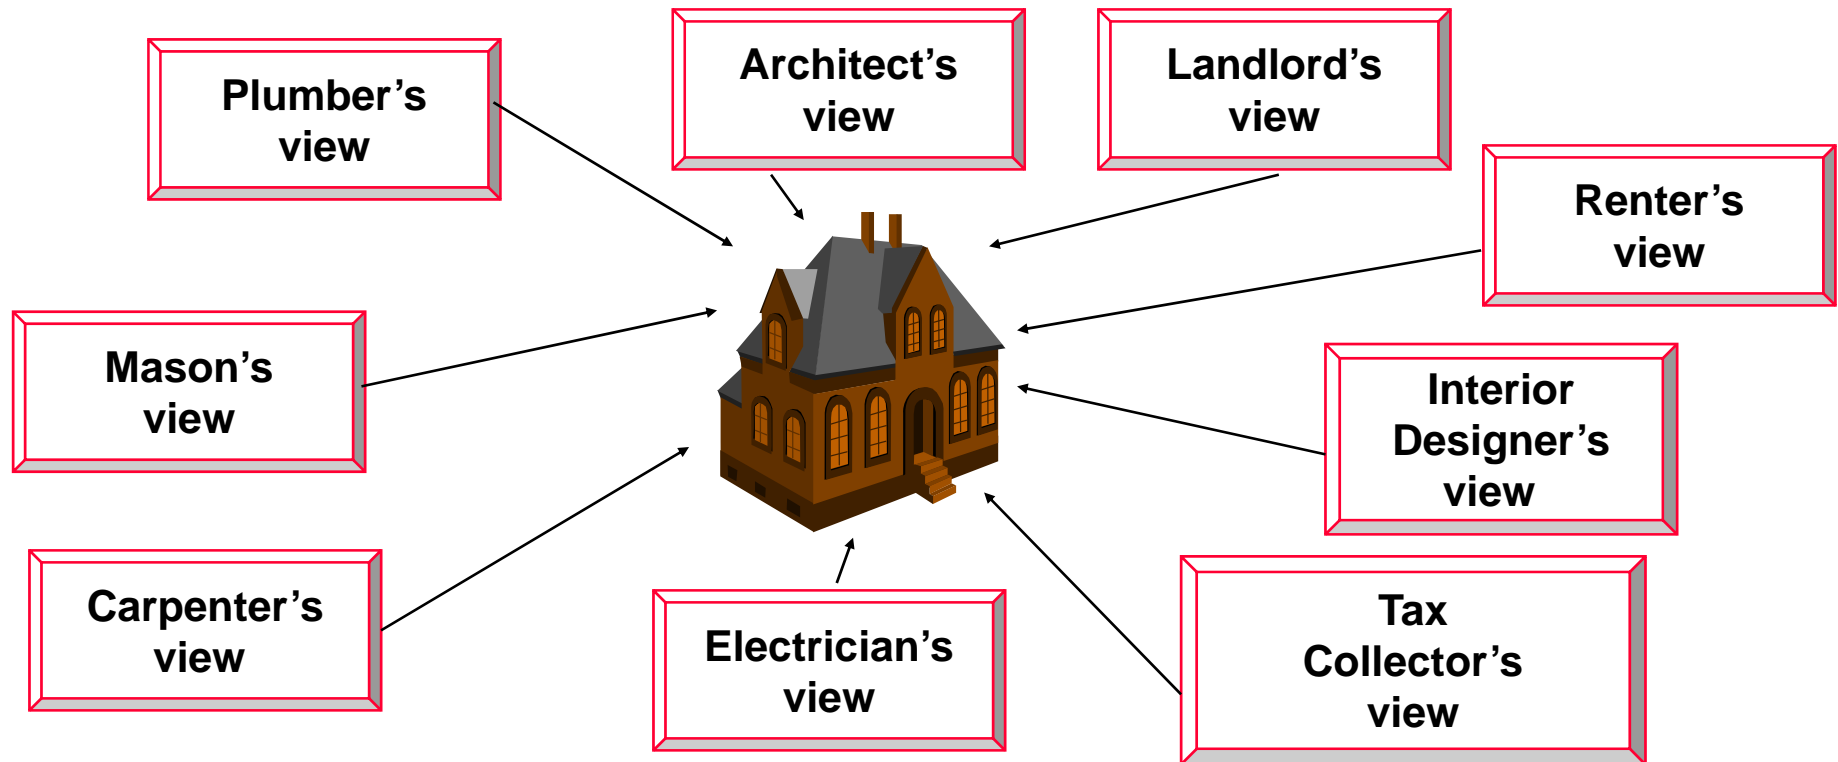 Plumber’s
view
Architect’s
view
Landlord’s
view
Renter’s
view
Mason’s
view
Interior
Designer’s
view
Carpenter’s
view
Electrician’s
view
Tax
Collector’s
view